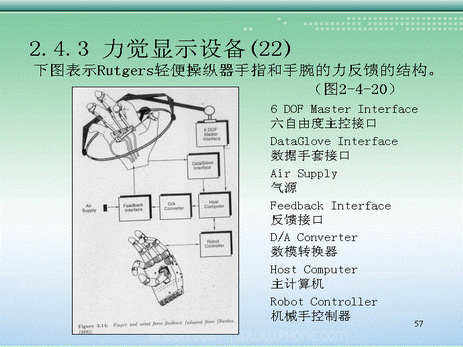 2.4.3 力觉显示设备(22)
下图表示Rutgers轻便操纵器手指和手腕的力反馈的结构。
（图2-4-20）
6 DOF Master Interface
六自由度主控接口
DataGlove Interface
数据手套接口
Air Supply
气源
Feedback Interface
反馈接口
D/A Converter
数模转换器
Host Computer
主计算机
Robot Controller
机械手控制器
6 DOF
Master
Interface
DataGlove
Interface
Air
Supply
Feedback
Interface
D/A
Converter
Host
Computer
Robot
Controller
Figure 2.14: Finger and wrist force feedback (adapted from [Burdea,
57